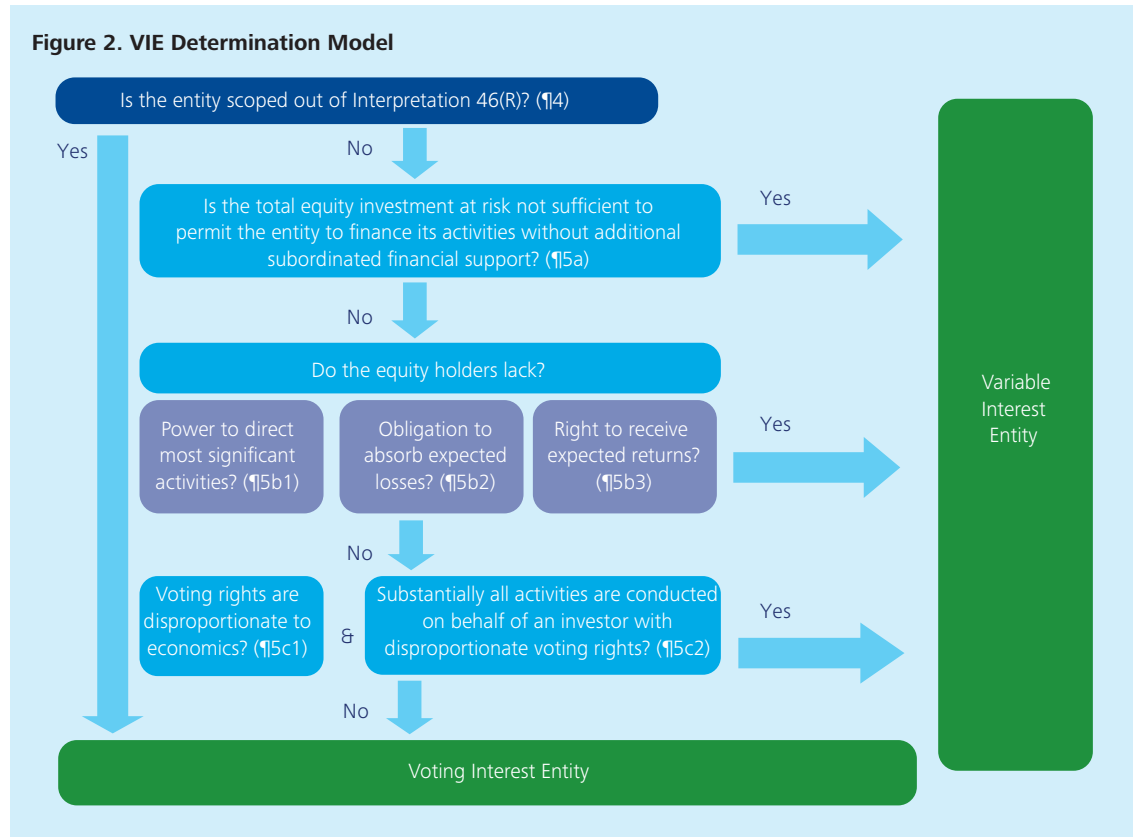 Figure 2. VIE Determination Model
Is the entity scoped out of Interpretation 46(R)? (¶4)
Yes
No
Is the total equity investment at risk not sufficient to
permit the entity to finance its activities without additional
subordinated financial support? (¶5a)
Yes
No
Do the equity holders lack?
Power to direct
most significant
activities? (¶5b1)
Obligation to
absorb expected
losses? (¶5b2)
Right to receive
expected returns?
(¶5b3)
Yes
No
Voting rights are
disproportionate to
economics? (¶5c1)
&
Substantially all activities are conducted
on behalf of an investor with
disproportionate voting rights? (¶5c2)
Yes
No
Voting Interest Entity
Variable
Interest
Entity